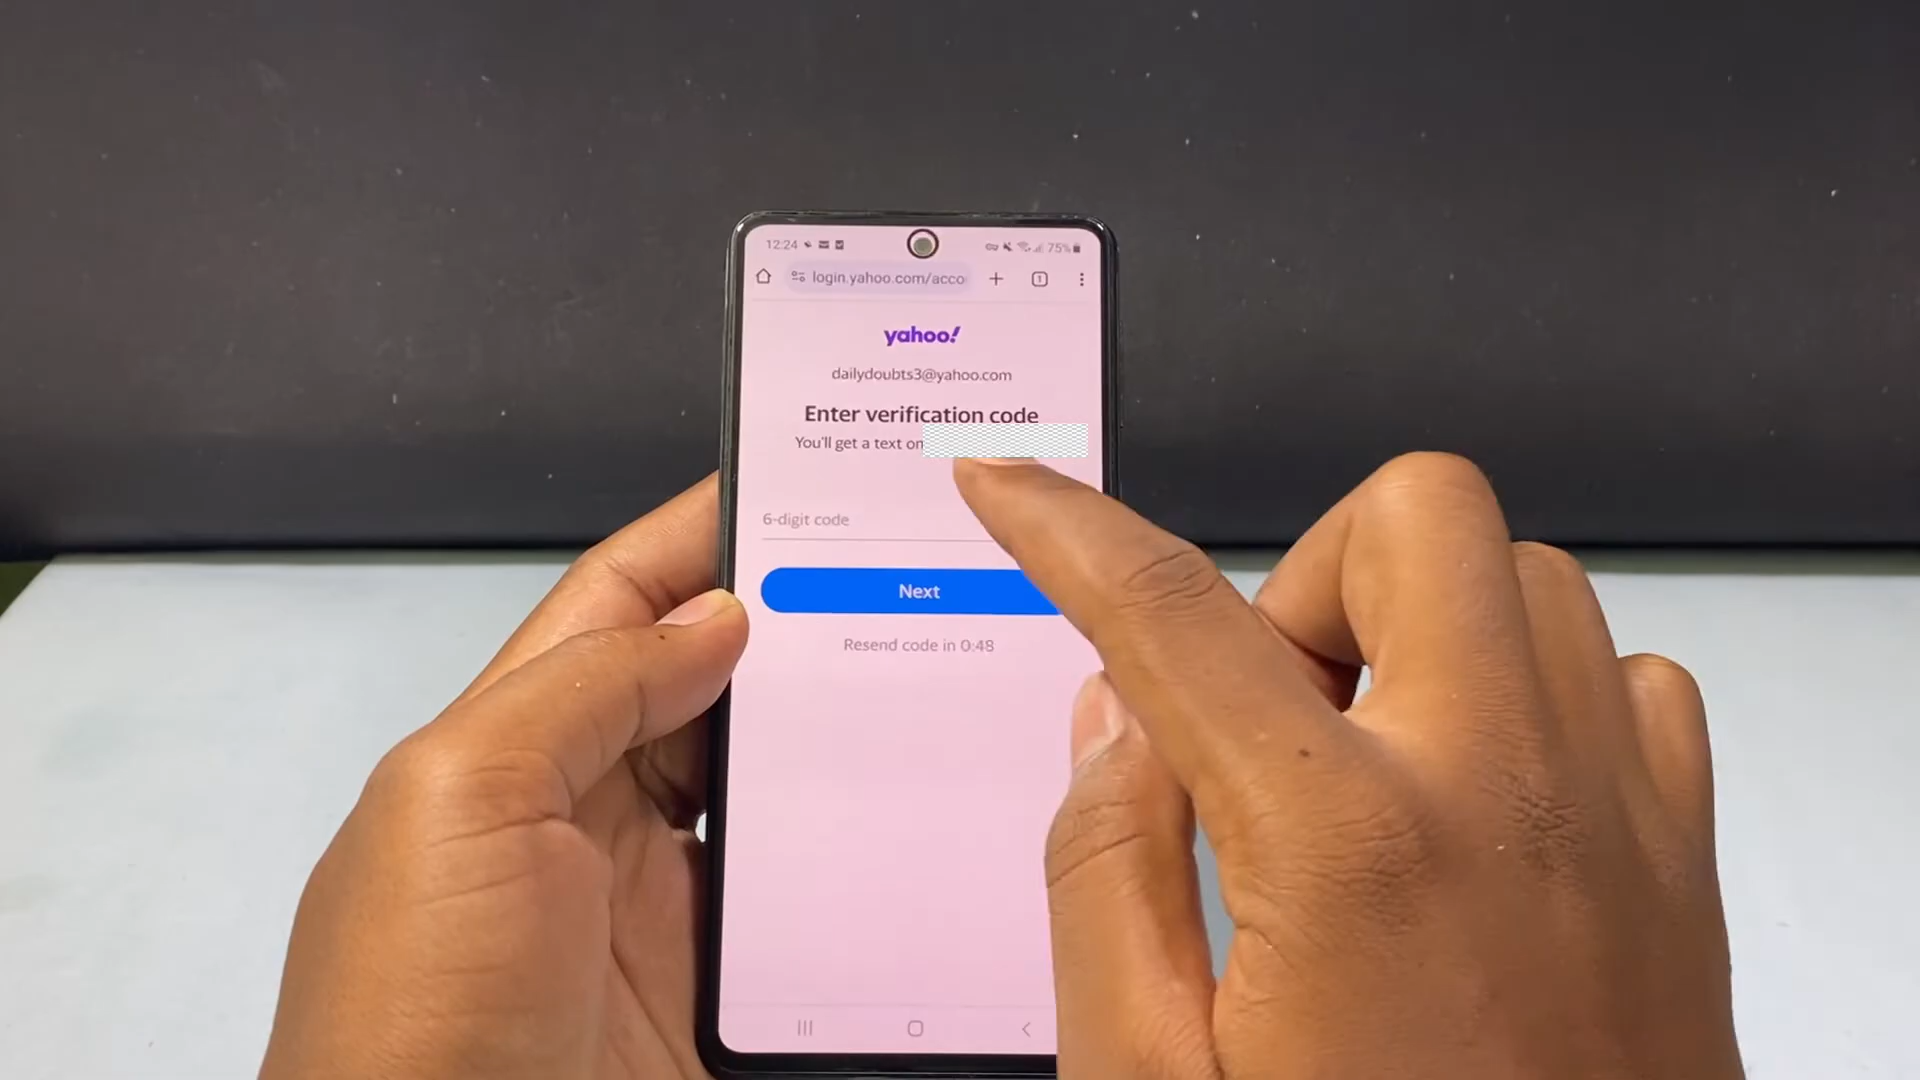 12:24
75%
login.yahoo.com/acco
1
yahoo!
dailydoubts3@yahoo.com
Enter verification code
You'll get a text on
6-digit code
Next
Resend code in 0:48